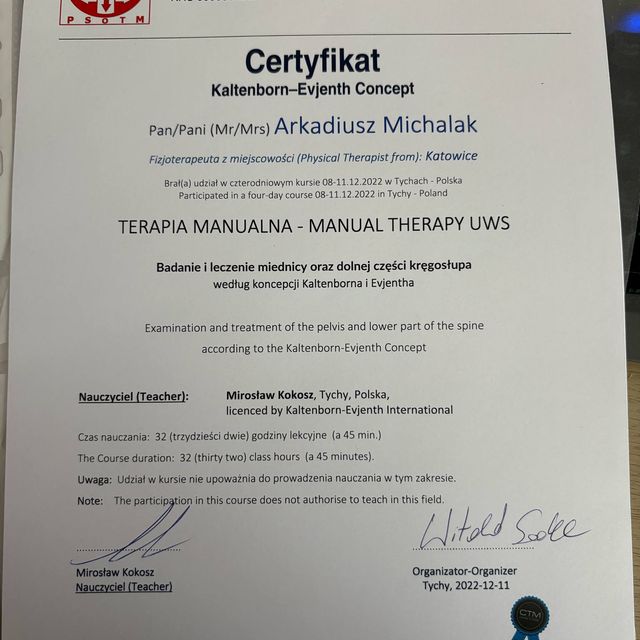 PSOTM
Certyfikat
Kaltenborn–Evjenth Concept
Pan/Pani (Mr/Mrs) Arkadiusz Michalak
Fizjoterapeuta z miejscowości (Physical Therapist from): Katowice
Brał(a) udział w czterodniowym kursie 08-11.12.2022 w Tychach - Polska
Participated in a four-day course 08-11.12.2022 in Tychy - Poland
TERAPIA MANUALNA - MANUAL THERAPY UWS
Badanie i leczenie miednicy oraz dolnej części kręgosłupa
według koncepcji Kaltenborna i Evjentha
Examination and treatment of the pelvis and lower part of the spine
according to the Kaltenborn-Evjenth Concept
Nauczyciel (Teacher): Mirosław Kokosz, Tychy, Polska,
licenced by Kaltenborn-Evjenth International
Czas nauczania: 32 (trzydzieści dwie) godziny lekcyjne (a 45 min.)
The Course duration: 32 (thirty two) class hours (a 45 minutes).
Uwaga: Udział w kursie nie upoważnia do prowadzenia nauczania w tym zakresie.
Note: The participation in this course does not authorise to teach in this field.
Witold
Mirosław Kokosz
Nauczyciel (Teacher)
Organizator-Organizer
Tychy, 2022-12-11
CTM